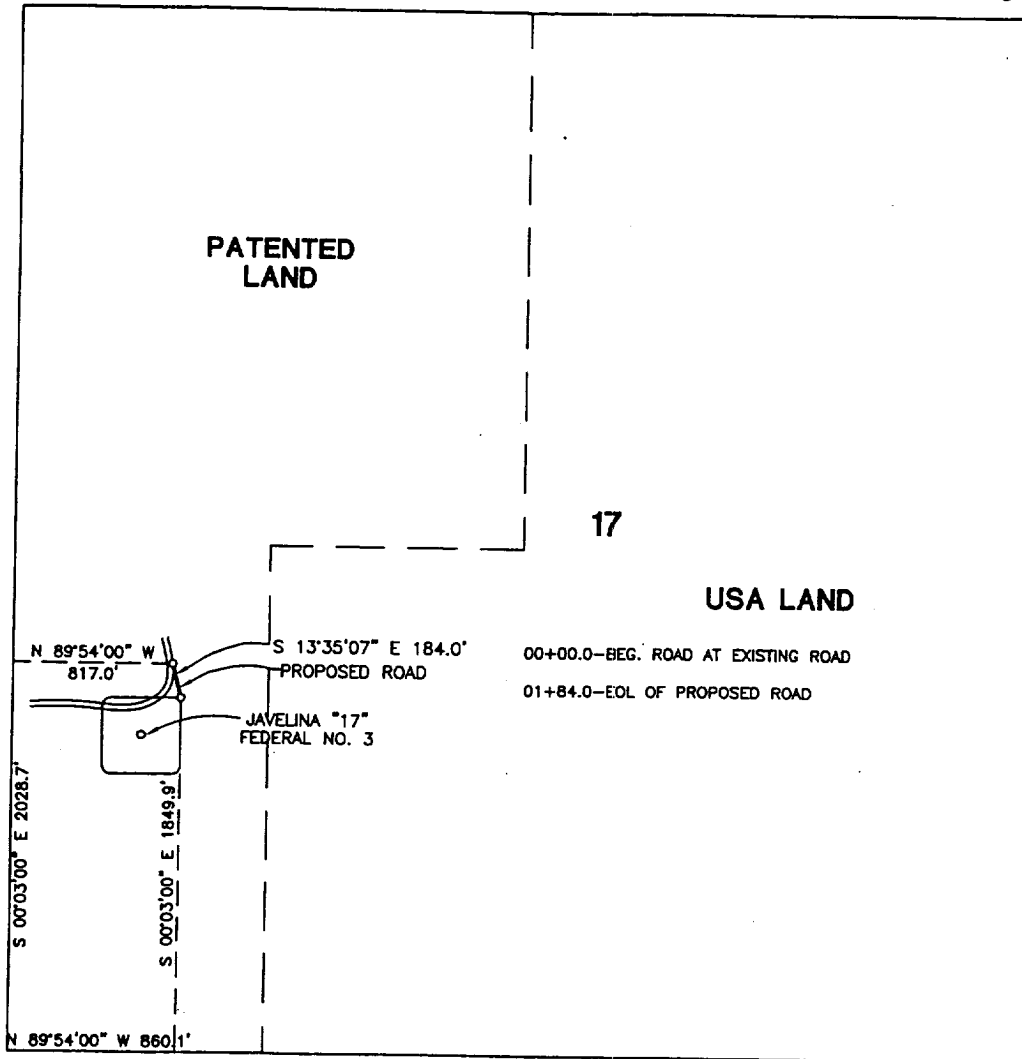 PATENTED
LAND
17
USA LAND
N 89°54'00" W
817.0'
S 13°35'07" E 184.0'
PROPOSED ROAD
00+00.0-BEG. ROAD AT EXISTING ROAD
01+84.0-EOL OF PROPOSED ROAD
JAVELINA "17"
FEDERAL NO. 3
S 00°03'00" E 2028.7'
S 00°03'00" E 1849.9'
N 89°54'00" W 860.1'